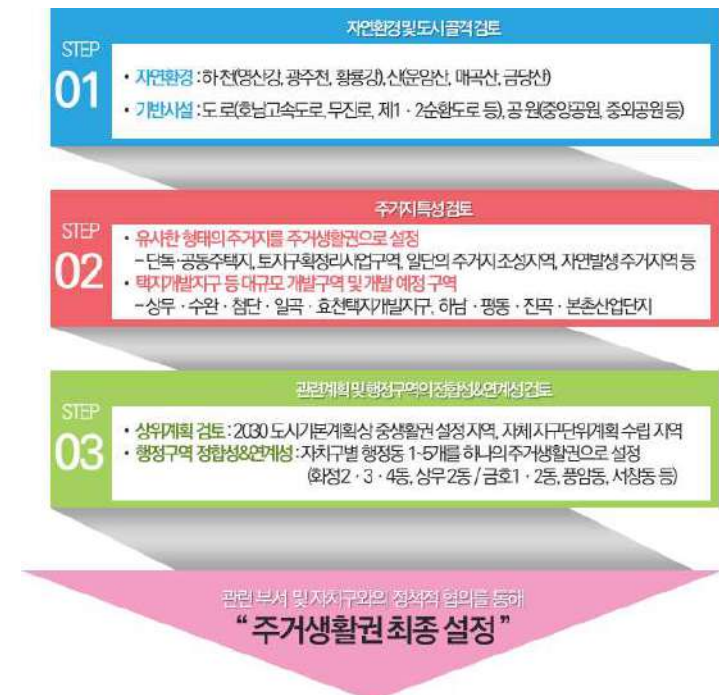 자연환경 및 도시 골격 검토
STEP
01
• 자연환경 : 하천(영산강, 광주천, 황룡강), 산(운암산, 매곡산, 금당산)
• 기반시설 : 도로(호남고속도로, 무진로, 제1 · 2순환도로 등), 공원(중앙공원, 중외공원 등)
주거지 특성 검토
STEP
02
• 유사한 형태의 주거지를 주거생활권으로 설정
- 단독·공동주택지, 토지구획정리사업구역, 일단의 주거지 조성지역, 자연발생 주거지역 등
• 택지개발지구 등 대규모 개발구역 및 개발 예정 구역
- 상무 · 수완 · 첨단 · 일곡 · 효천택지개발지구, 하남 · 평동 · 진곡 · 본촌산업단지
관련계획 및 행정구역의 정합성&연계성 검토
STEP
03
• 상위계획 검토 : 2030 도시기본계획상 중생활권 설정 지역, 자체 지구단위계획 수립 지역
• 행정구역 정합성&연계성 : 자치구별 행정동 1~5개를 하나의 주거생활권으로 설정
(화정2 · 3 · 4동, 상무2동 / 금호1 · 2동, 풍암동, 서창동 등)
관련 부서 및 자치구와의 정책적 협의를 통해
“ 주거생활권 최종 설정 ”